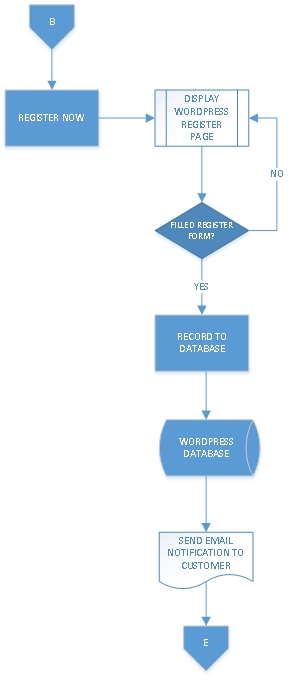 B
REGISTER NOW
DISPLAY
WORDPRESS
REGISTER
PAGE
NO
FILLED REGISTER
FORM?
YES
RECORD TO
DATABASE
WORDPRESS
DATABASE
SEND EMAIL
NOTIFICATION TO
CUSTOMER
E